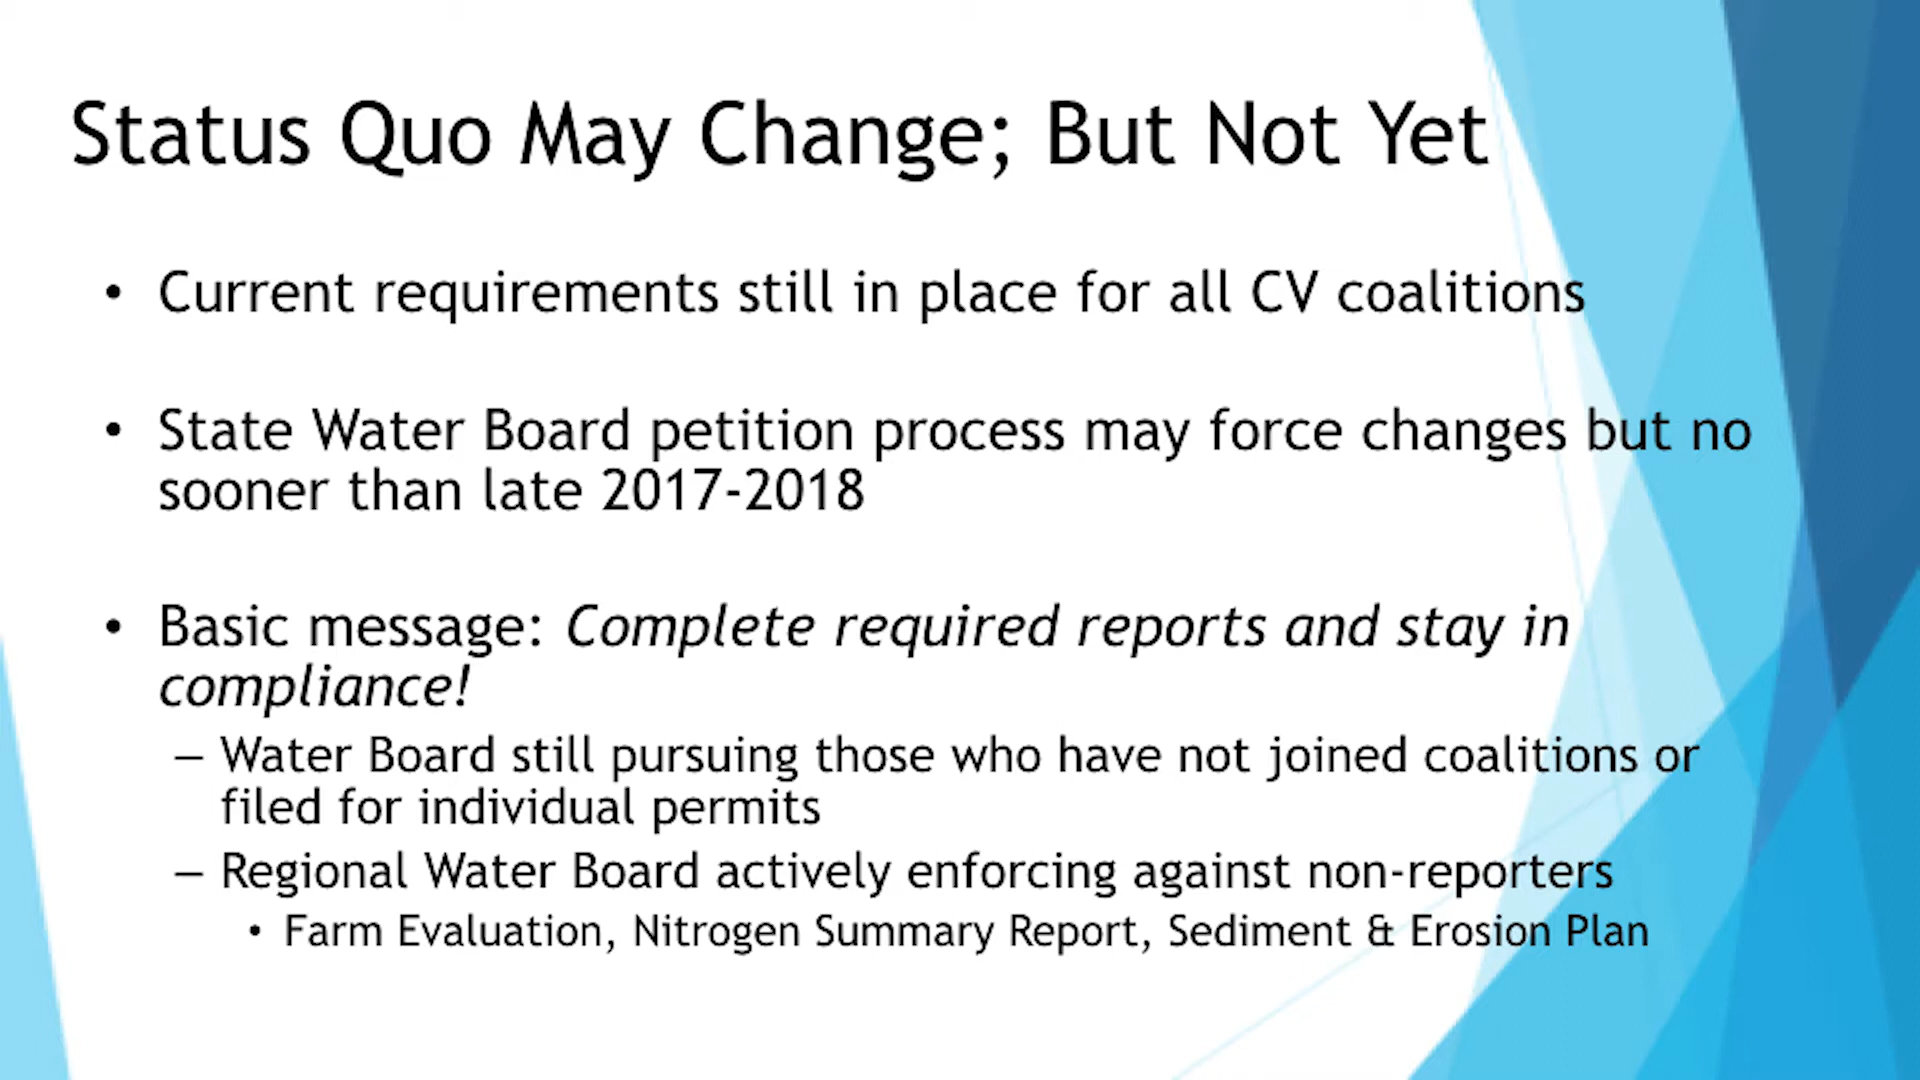 Status Quo May Change; But Not Yet
• Current requirements still in place for all CV coalitions
• State Water Board petition process may force changes but no
sooner than late 2017-2018
• Basic message: Complete required reports and stay in
compliance!
– Water Board still pursuing those who have not joined coalitions or
filed for individual permits
– Regional Water Board actively enforcing against non-reporters
• Farm Evaluation, Nitrogen Summary Report, Sediment & Erosion Plan